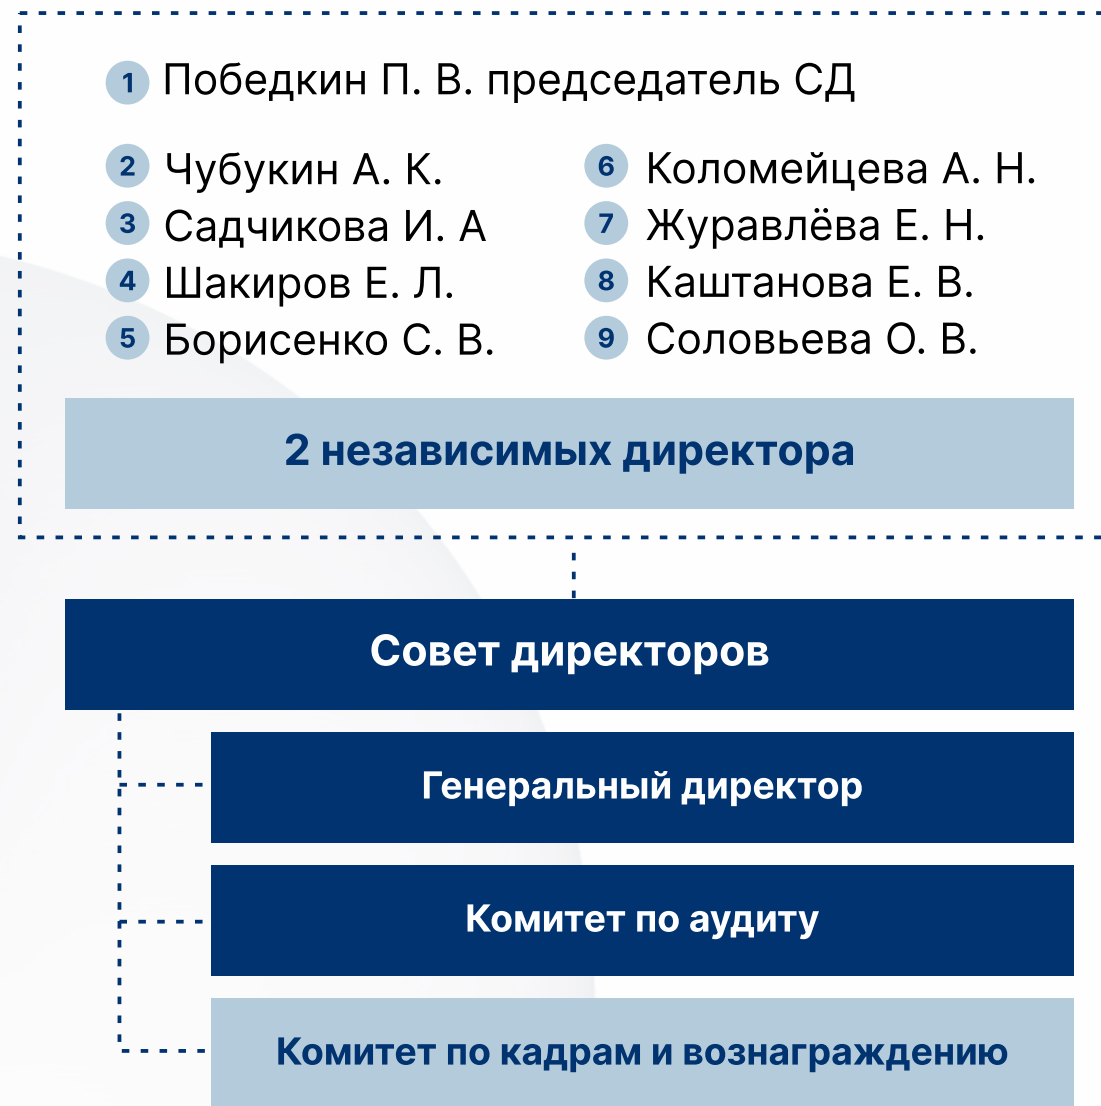 1 Победкин П. В. председатель СД
2 Чубукин А. К.
3 Садчикова И. А
4 Шакиров Е. Л.
5 Борисенко С. В.
6 Коломейцева А. Н.
7 Журавлёва Е. Н.
8 Каштанова Е. В.
9 Соловьева О. В.
2 независимых директора
Совет директоров
Генеральный директор
Комитет по аудиту
Комитет по кадрам и вознаграждению